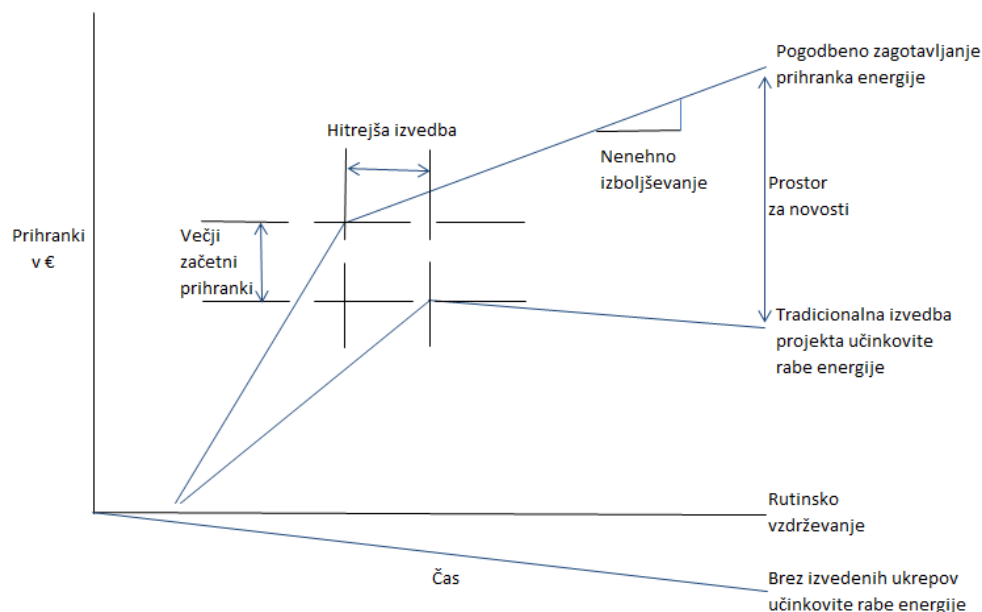 Pogodbeno zagotavljanje
prihranka energije
Hitrejša izvedba
Nenehno
izboljševanje
Prostor
za novosti
Prihranki
v €
Večji
začetni
prihranki
Tradicionalna izvedba
projekta učinkovite
rabe energije
Rutinsko
vzdrževanje
Čas
Brez izvedenih ukrepov
učinkovite rabe energije